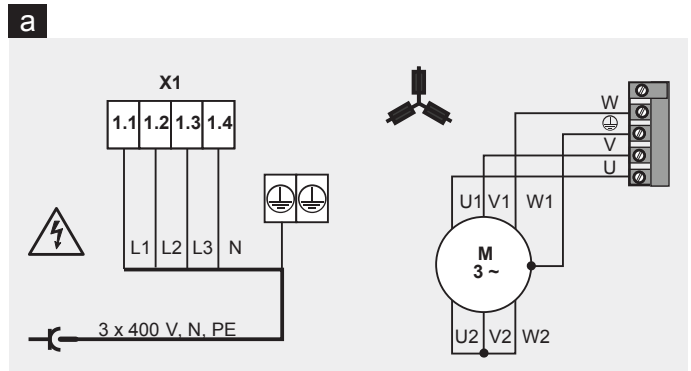 a
X1
1.1 1.2 1.3 1.4
L1 L2 L3 N
3 x 400 V, N, PE
W
V
U
U1 V1 W1
M
3 ~
U2 V2 W2